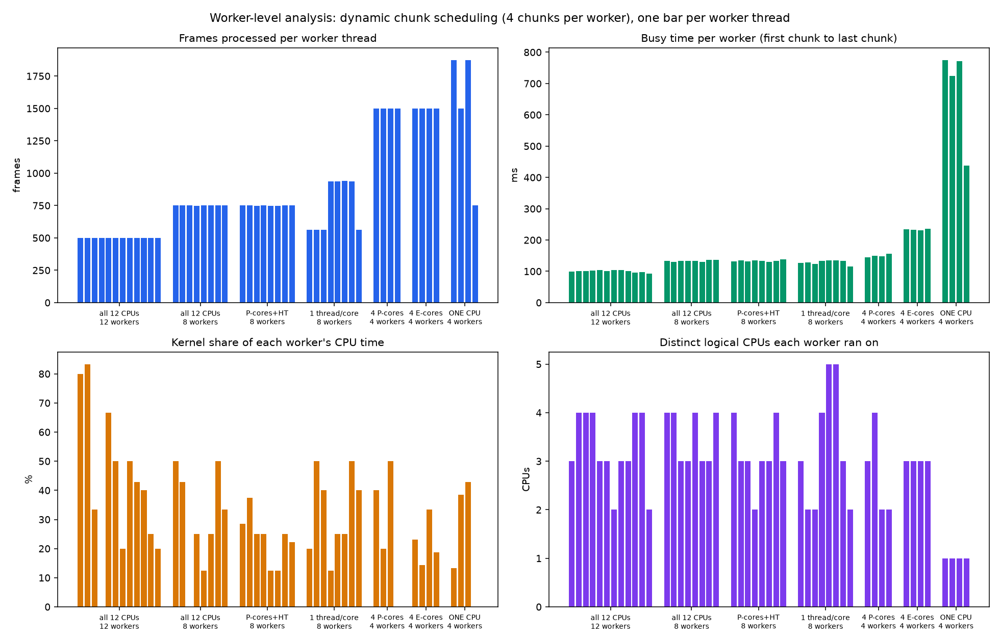 Worker-level analysis: dynamic chunk scheduling (4 chunks per worker), one bar per worker thread
Frames processed per worker thread
frames
1750
1500
1250
1000
750
500
250
0
all 12 CPUs
12 workers
all 12 CPUs
8 workers
P-cores+HT
8 workers
1 thread/core
8 workers
4 P-cores
4 workers
4 E-cores
4 workers
ONE CPU
4 workers
Busy time per worker (first chunk to last chunk)
ms
800
700
600
500
400
300
200
100
0
all 12 CPUs
12 workers
all 12 CPUs
8 workers
P-cores+HT
8 workers
1 thread/core
8 workers
4 P-cores
4 workers
4 E-cores
4 workers
ONE CPU
4 workers
Kernel share of each worker's CPU time
%
80
70
60
50
40
30
20
10
0
all 12 CPUs
12 workers
all 12 CPUs
8 workers
P-cores+HT
8 workers
1 thread/core
8 workers
4 P-cores
4 workers
4 E-cores
4 workers
ONE CPU
4 workers
Distinct logical CPUs each worker ran on
CPUs
5
4
3
2
1
0
all 12 CPUs
12 workers
all 12 CPUs
8 workers
P-cores+HT
8 workers
1 thread/core
8 workers
4 P-cores
4 workers
4 E-cores
4 workers
ONE CPU
4 workers